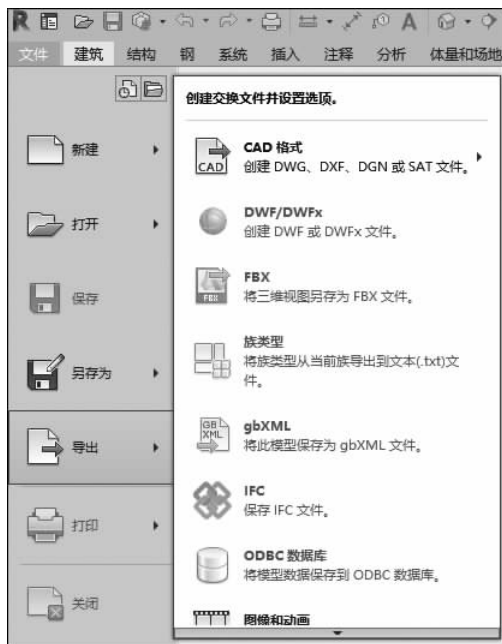 R A
文件 建筑 结构 钢 系统 插入 注释 分析 体量和场地
创建交换文件并设置选项。
新建
打开
保存
另存为
导出
打印
关闭
CAD
CAD 格式
创建 DWG、DXF、DGN 或 SAT 文件。
DWF/DWFx
创建 DWF 或 DWFx 文件。
FBX
FBX
将三维视图另存为 FBX 文件。
族类型
将族类型从当前族导出到文本(.txt)文
件。
GB
XML
gbXML
将此模型保存为 gbXML 文件。
IFC
保存 IFC 文件。
ODBC 数据库
将模型数据保存到 ODBC 数据库。
图像和动画